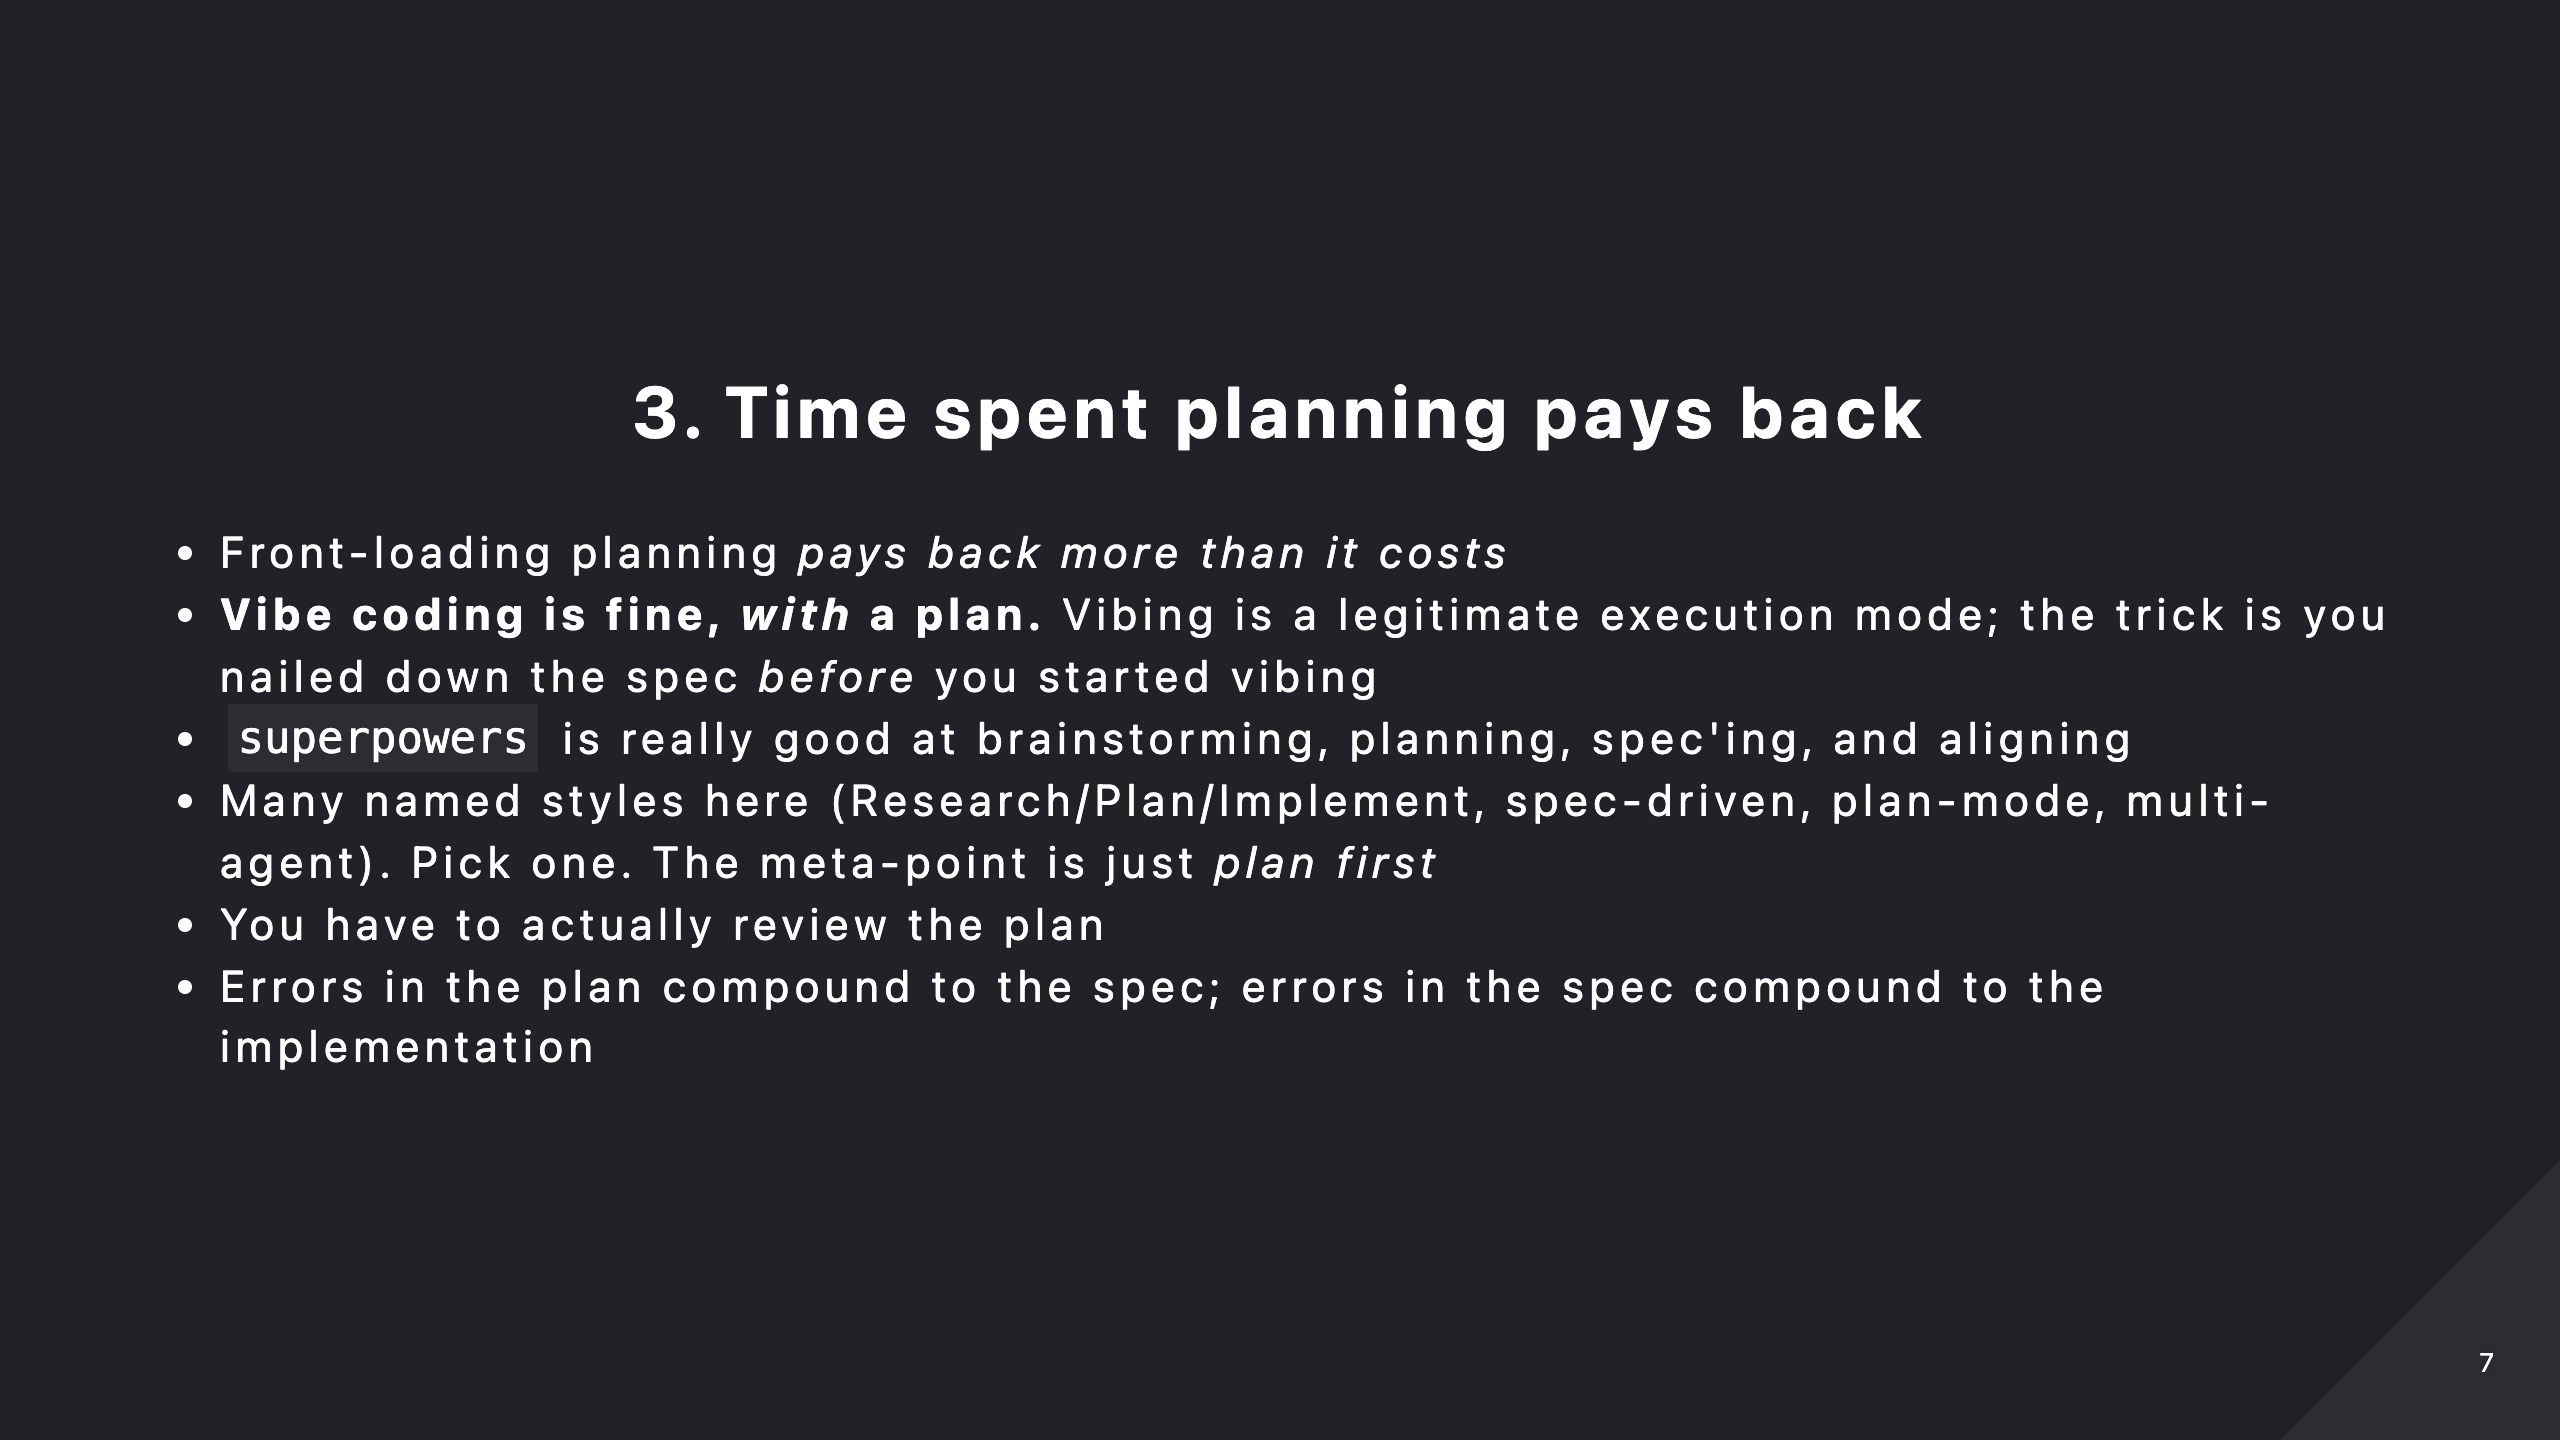 3. Time spent planning pays back
• Front-loading planning pays back more than it costs
• Vibe coding is fine, with a plan. Vibing is a legitimate execution mode; the trick is you
nailed down the spec before you started vibing
• superpowers is really good at brainstorming, planning, spec'ing, and aligning
• Many named styles here (Research/Plan/Implement, spec-driven, plan-mode, multi-
agent). Pick one. The meta-point is just plan first
• You have to actually review the plan
• Errors in the plan compound to the spec; errors in the spec compound to the
implementation
7